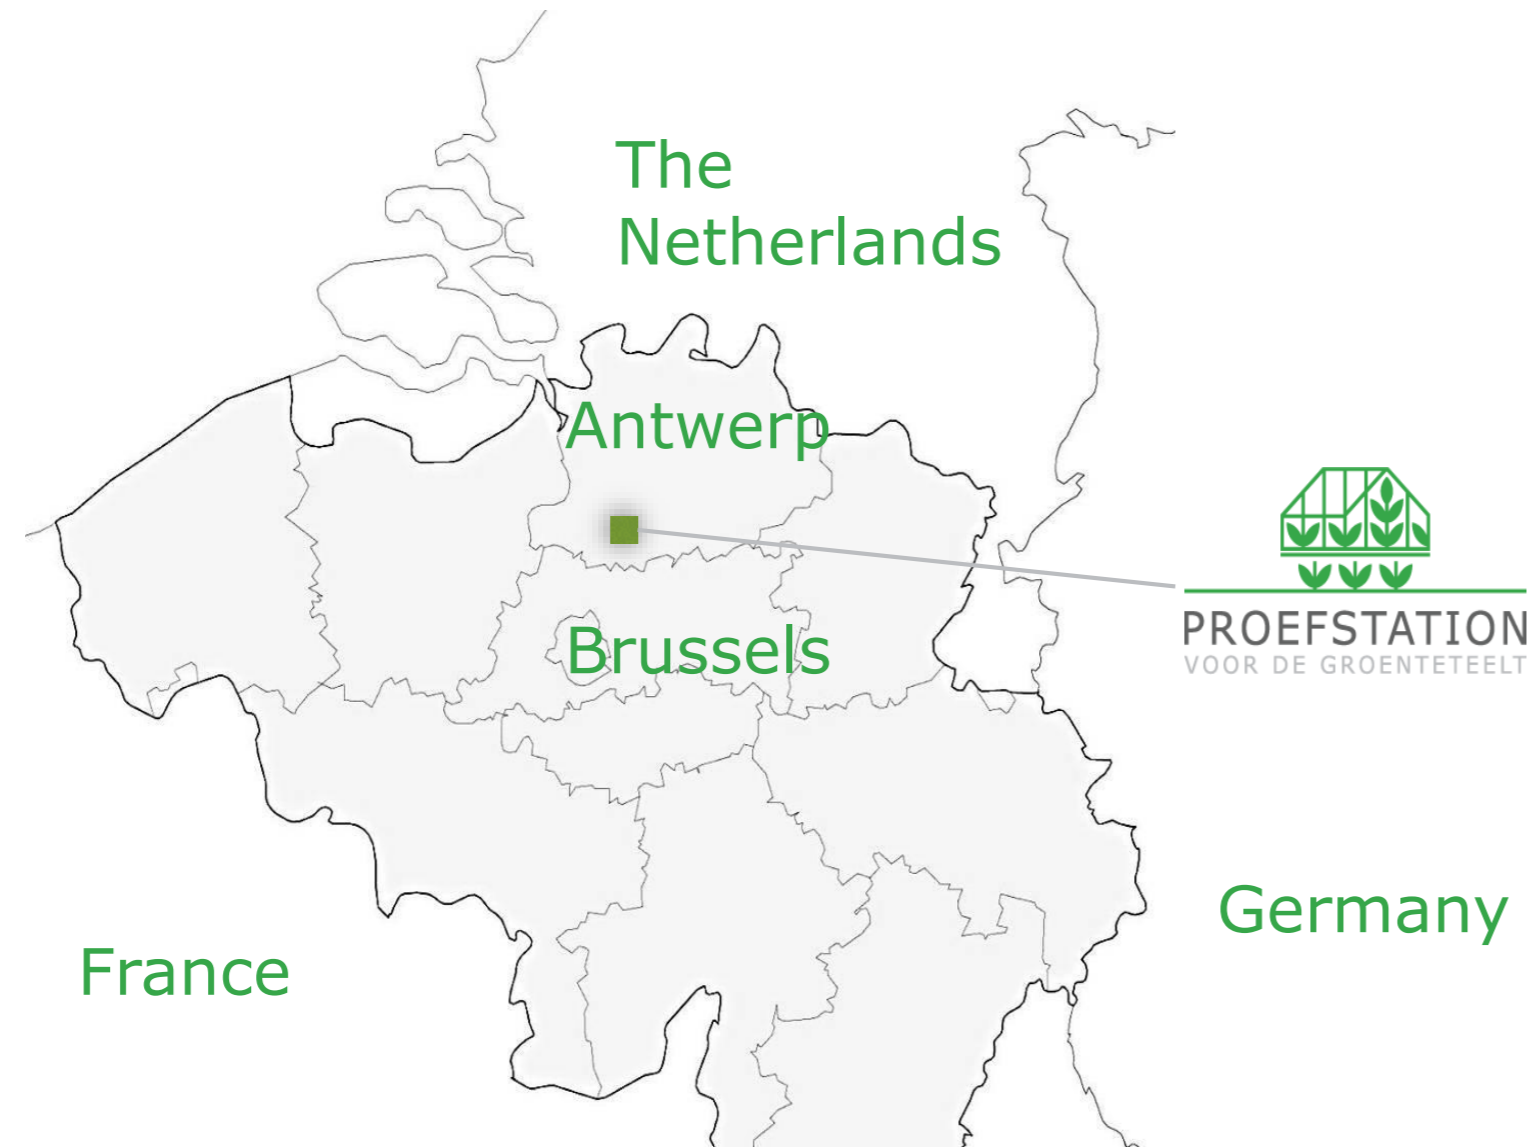 The
Netherlands
Antwerp
Brussels
PROEFSTATION
VOOR DE GROENTETEELT
Germany
France